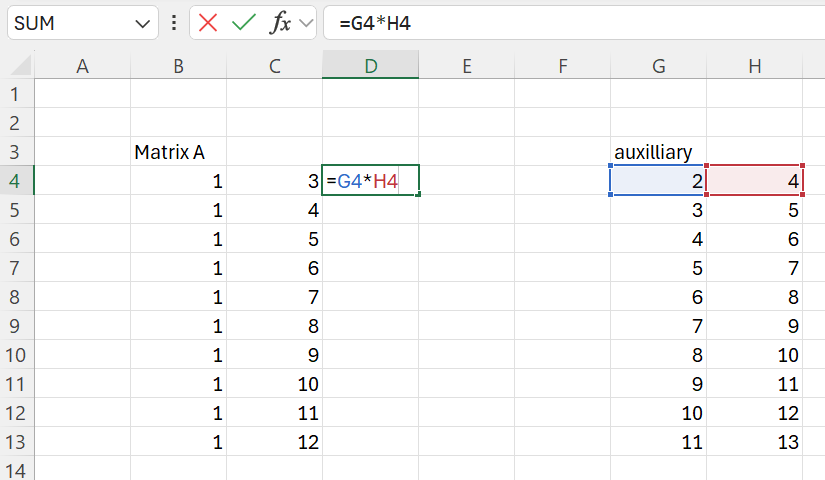 SUM fx =G4*H4
A B C D E F G H
1
2
3 Matrix A auxilliary
4 1 3 =G4*H4 2 4
5 1 4 3 5
6 1 5 4 6
7 1 6 5 7
8 1 7 6 8
9 1 8 7 9
10 1 9 8 10
11 1 10 9 11
12 1 11 10 12
13 1 12 11 13
14